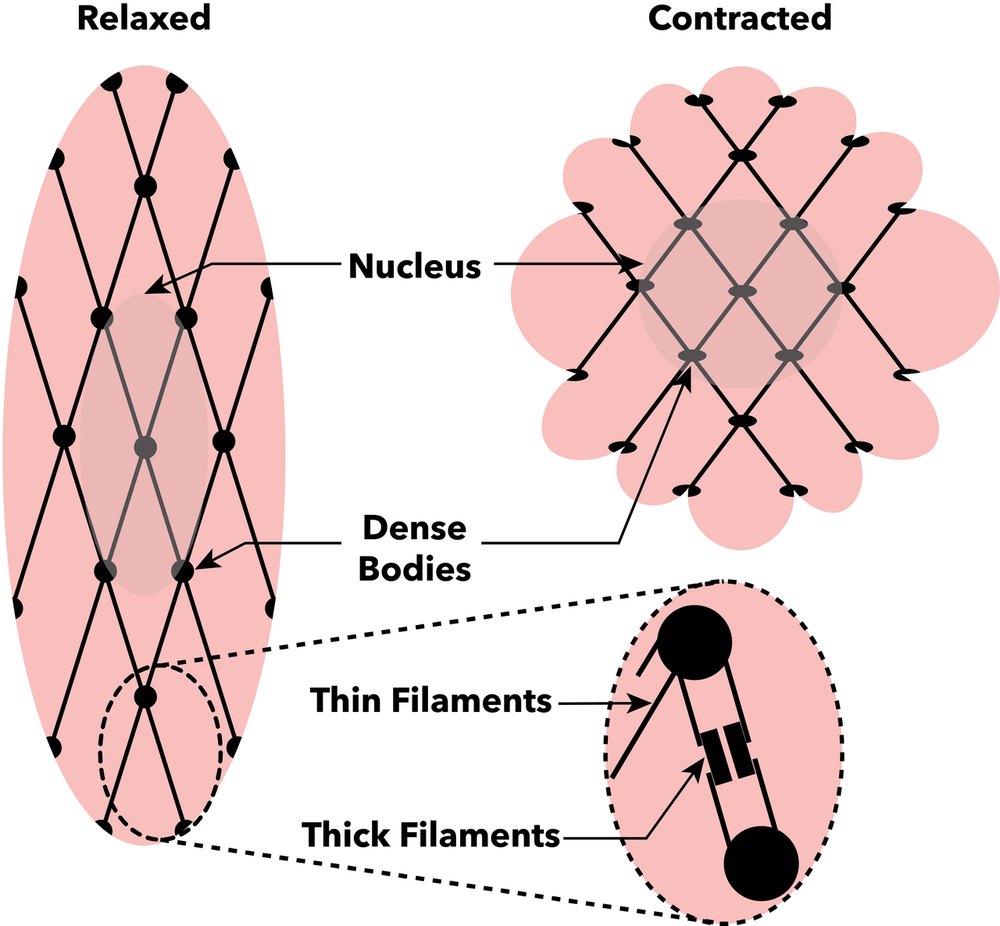 Relaxed
Contracted
Nucleus
Dense
Bodies
Thin Filaments
Thick Filaments